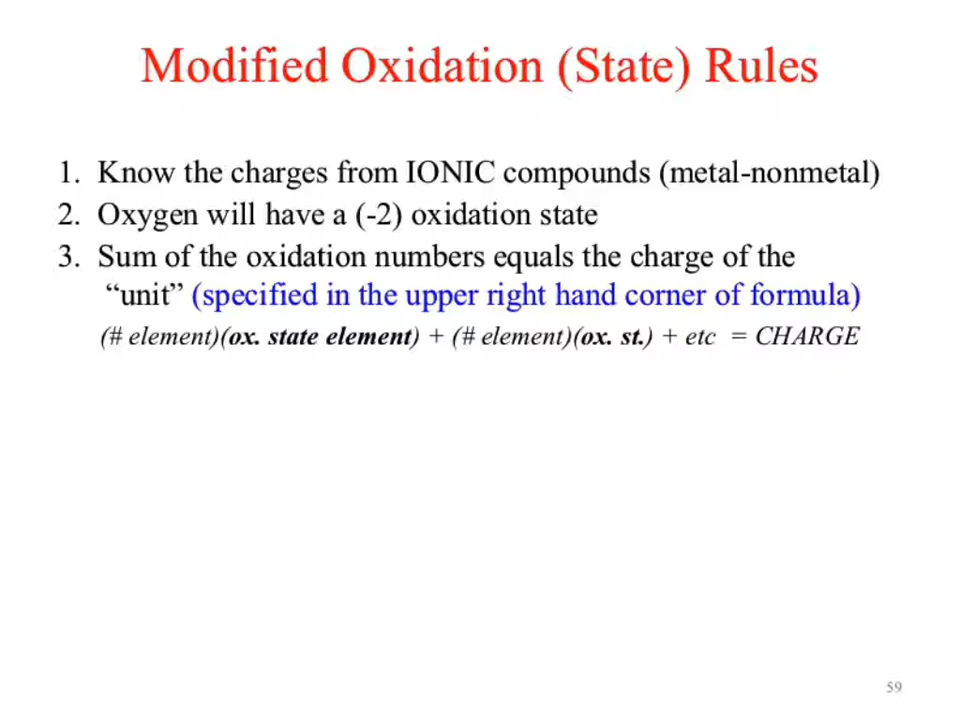 Modified Oxidation (State) Rules
1. Know the charges from IONIC compounds (metal-nonmetal)
2. Oxygen will have a (-2) oxidation state
3. Sum of the oxidation numbers equals the charge of the
“unit” (specified in the upper right hand corner of formula)
(# element)(ox. state element) + (# element)(ox. st.) + etc = CHARGE
59